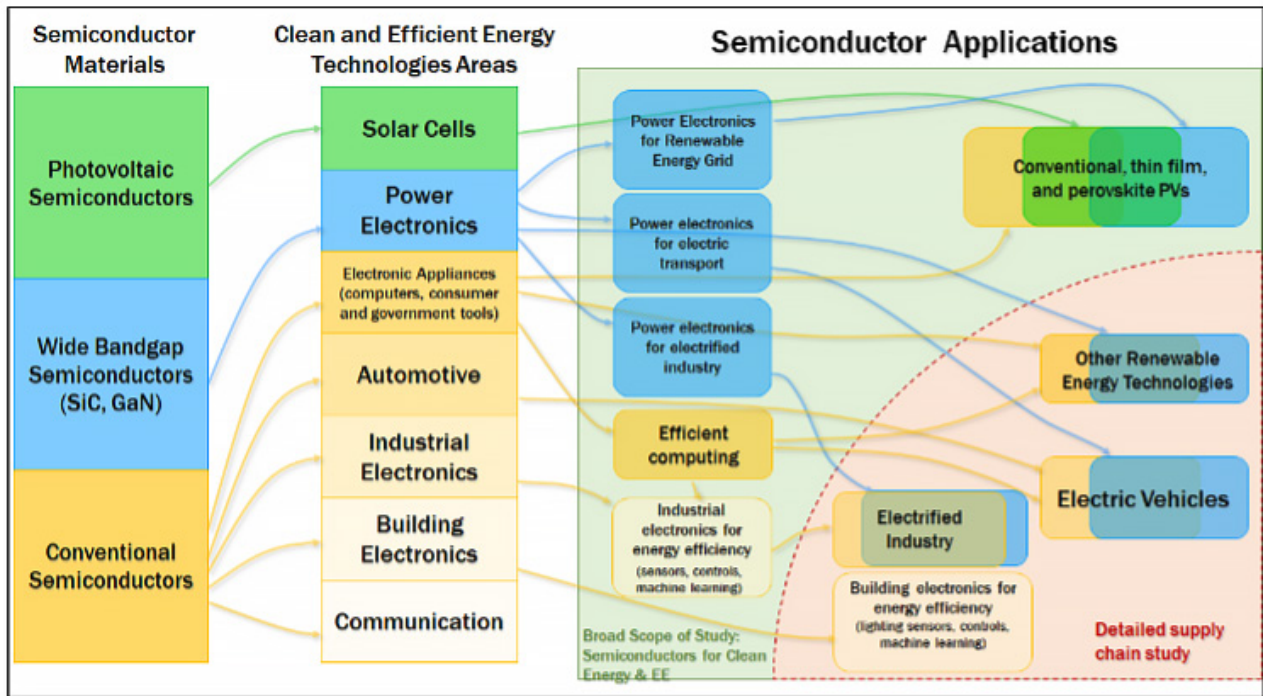 Semiconductor
Materials
Clean and Efficient Energy
Technologies Areas
Semiconductor Applications
Photovoltaic
Semiconductors
Wide Bandgap
Semiconductors
(SiC, GaN)
Conventional
Semiconductors
Solar Cells
Power
Electronics
Electronic Appliances
(computers, consumer
and government tools)
Automotive
Industrial
Electronics
Building
Electronics
Communication
Power Electronics
for Renewable
Energy Grid
Power electronics
for electric
transport
Power electronics
for electrified
industry
Efficient
computing
Industrial
electronics for
energy efficiency
(sensors, controls,
machine learning)
Conventional, thin film,
and perovskite PVs
Other Renewable
Energy Technologies
Electric Vehicles
Electrified
Industry
Building electronics for
energy efficiency
(lighting sensors, controls,
machine learning)
Broad Scope of Study:
Semiconductors for Clean
Energy & EE
Detailed supply
chain study